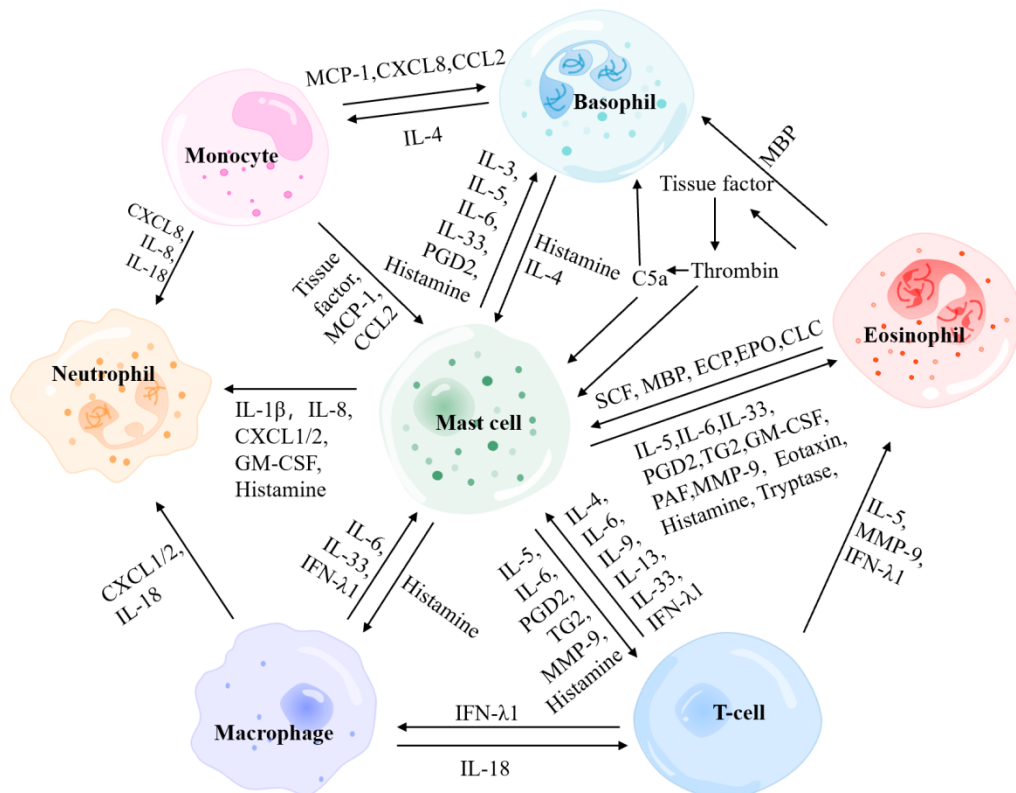 MCP-1,CXCL8,CCL2
Basophil
IL-4
Monocyte
MBP
Tissue factor
IL-3,
IL-5,
IL-6,
IL-33,
PGD2,
Histamine
Histamine
IL-4
C5a
Thrombin
CXCL8,
IL-8,
IL-18
Tissue
factor,
MCP-1,
CCL2
Eosinophil
Neutrophil
Mast cell
SCF, MBP, ECP,EPO,CLC
IL-5,IL-6,IL-33,
PGD2,TG2,GM-CSF,
PAF,MMP-9, Eotaxin,
Histamine, Tryptase,
IL-1β, IL-8,
CXCL1/2,
GM-CSF,
Histamine
IL-6,
IL-33,
IFN-λ1
Histamine
IL-5,
IL-6,
PGD2,
TG2,
MMP-9,
Histamine
IL-4,
IL-6,
IL-9,
IL-13,
IL-33,
IFN-λ1
IL-5,
MMP-9,
IFN-λ1
CXCL1/2,
IL-18
Macrophage
IFN-λ1
IL-18
T-cell